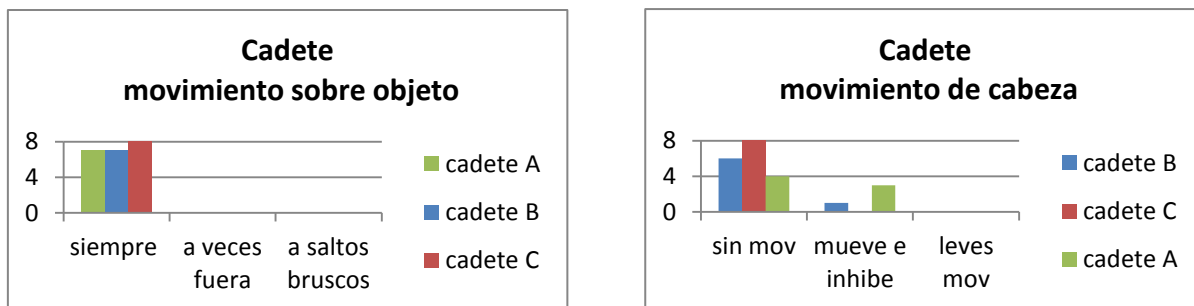 Cadete
movimiento sobre objeto
8
4
0
siempre
a veces
fuera
a saltos
bruscos
cadete A
cadete B
cadete C
Cadete
movimiento de cabeza
8
4
0
sin mov
mueve e
inhibe
leves
mov
cadete B
cadete C
cadete A